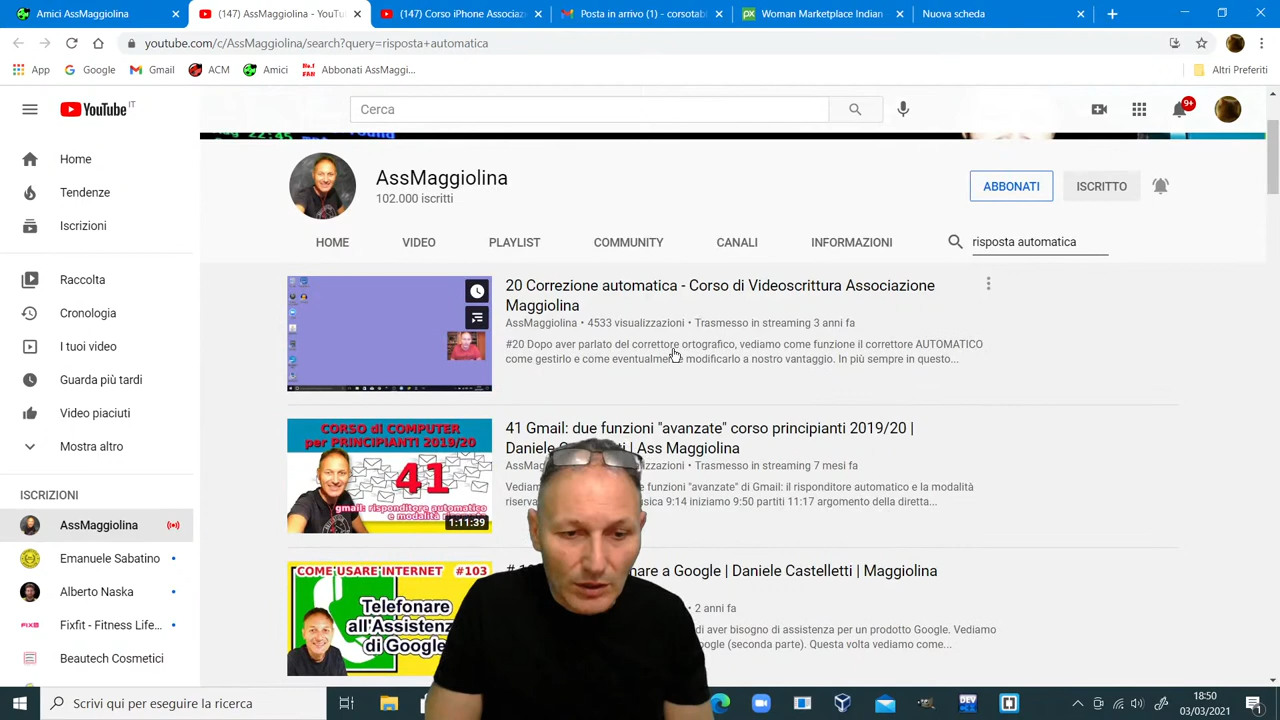 (147) AssMaggiolina - YouTu
(147) Corso iPhone Associaz
Posta in arrivo (1) - corsotabl
Woman Marketplace Indian
Nuova scheda
youtube.com/c/AssMaggiolina/search?query=risposta+automatica
App
Google
Gmail
ACM
Amici
Abbonati AssMaggi...
Altri Preferiti
YouTube IT
Cerca
9+
Home
Tendenze
Iscrizioni
Raccolta
Cronologia
I tuoi video
Guarda più tardi
Video piaciuti
Mostra altro
ISCRIZIONI
AssMaggiolina
Emanuele Sabatino
Alberto Naska
Fixfit - Fitness Life...
Beautech Cosmetici
AssMaggiolina
102.000 iscritti
ABBONATI
ISCRITTO
HOME
VIDEO
PLAYLIST
COMMUNITY
CANALI
INFORMAZIONI
risposta automatica
20 Correzione automatica - Corso di Videoscrittura Associazione
Maggiolina
AssMaggiolina • 4533 visualizzazioni • Trasmesso in streaming 3 anni fa
#20 Dopo aver parlato del correttore ortografico, vediamo come funzione il correttore AUTOMATICO
come gestirlo e come eventualmente modificarlo a nostro vantaggio. In più sempre in questo...
CORSO di COMPUTER
per PRINCIPIANTI 2019/20
41
gmail: risponditore automatico
1:11:39
41 Gmail: due funzioni "avanzate" corso principianti 2019/20 |
Daniele | Ass Maggiolina
• Trasmesso in streaming 7 mesi fa
funzioni "avanzate" di Gmail: il risponditore automatico e la modalità
9:14 iniziamo 9:50 partiti 11:17 argomento della diretta...
COME USARE INTERNET #103
Telefonare
all'Assisten
di Google
a Google | Daniele Castelletti | Maggiolina
• 2 anni fa
di aver bisogno di assistenza per un prodotto Google. Vediamo
(seconda parte). Questa volta vediamo come...
Scrivi qui per eseguire la ricerca
18:50
03/03/2021